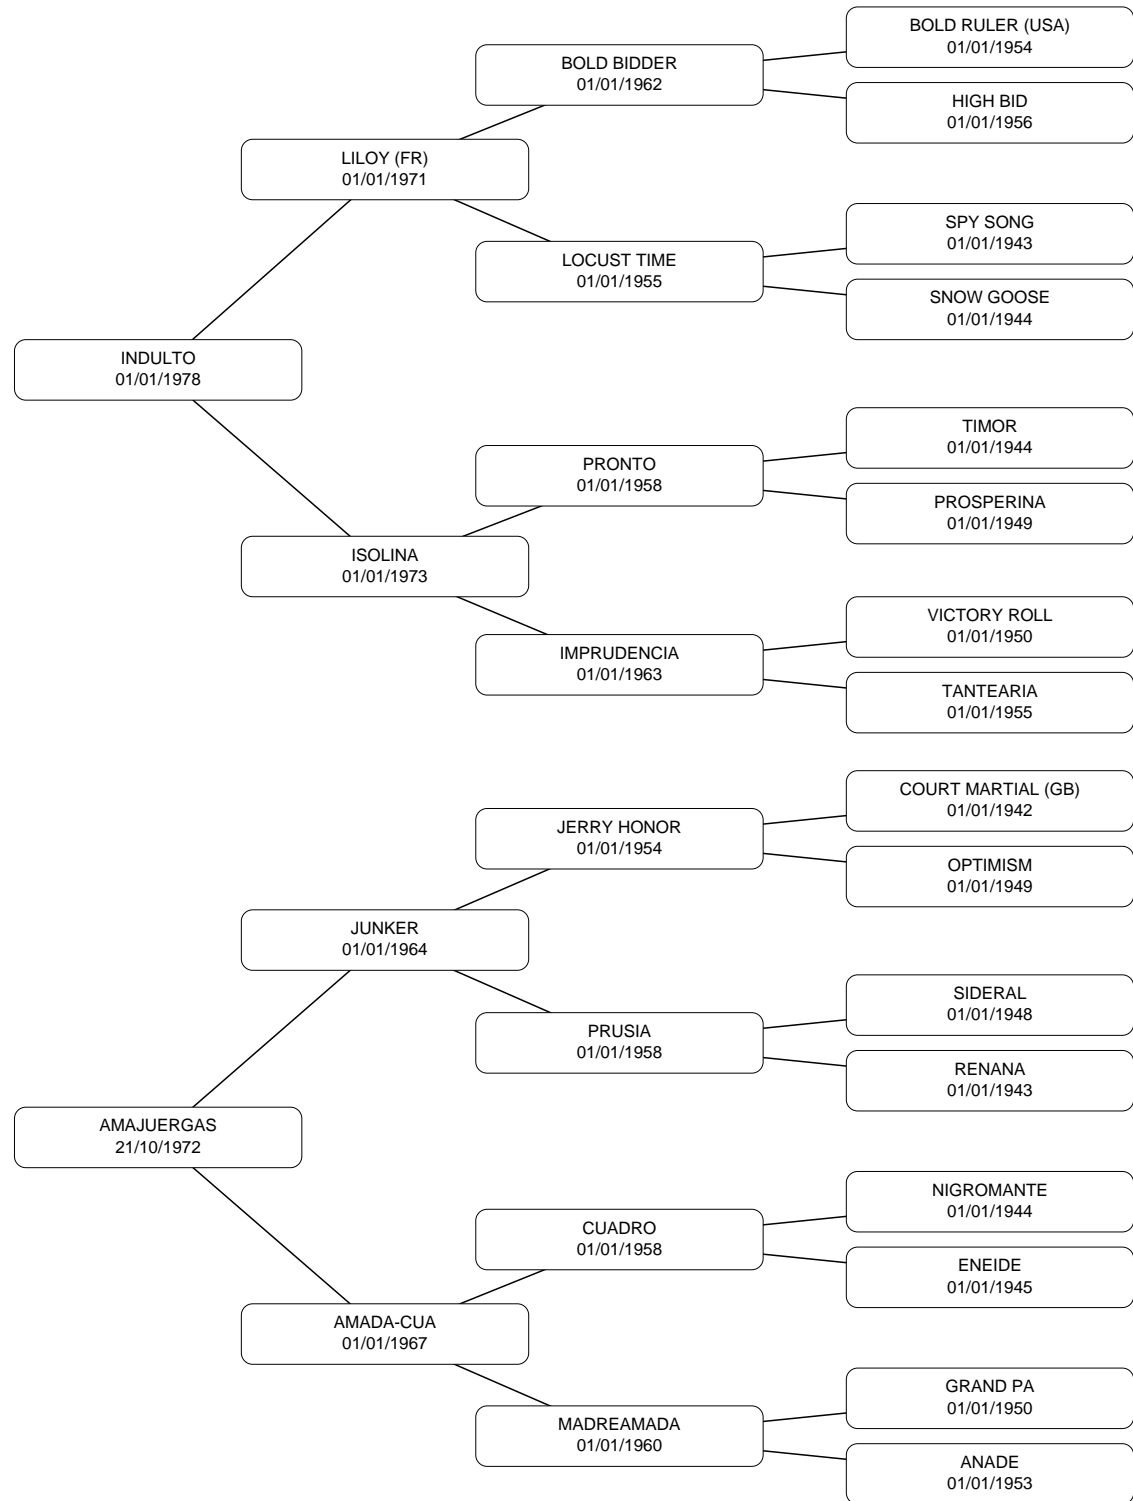 BOLD RULER (USA)
01/01/1954
BOLD BIDDER
01/01/1962
HIGH BID
01/01/1956
LILOY (FR)
01/01/1971
SPY SONG
01/01/1943
LOCUST TIME
01/01/1955
SNOW GOOSE
01/01/1944
INDULTO
01/01/1978
TIMOR
01/01/1944
PRONTO
01/01/1958
PROSPERINA
01/01/1949
ISOLINA
01/01/1973
VICTORY ROLL
01/01/1950
IMPRUDENCIA
01/01/1963
TANTEARIA
01/01/1955
COURT MARTIAL (GB)
01/01/1942
JERRY HONOR
01/01/1954
OPTIMISM
01/01/1949
JUNKER
01/01/1964
SIDERAL
01/01/1948
PRUSIA
01/01/1958
RENANA
01/01/1943
AMAJUERGAS
21/10/1972
NIGROMANTE
01/01/1944
CUADRO
01/01/1958
ENEIDE
01/01/1945
AMADA-CUA
01/01/1967
GRAND PA
01/01/1950
MADREAMADA
01/01/1960
ANADE
01/01/1953